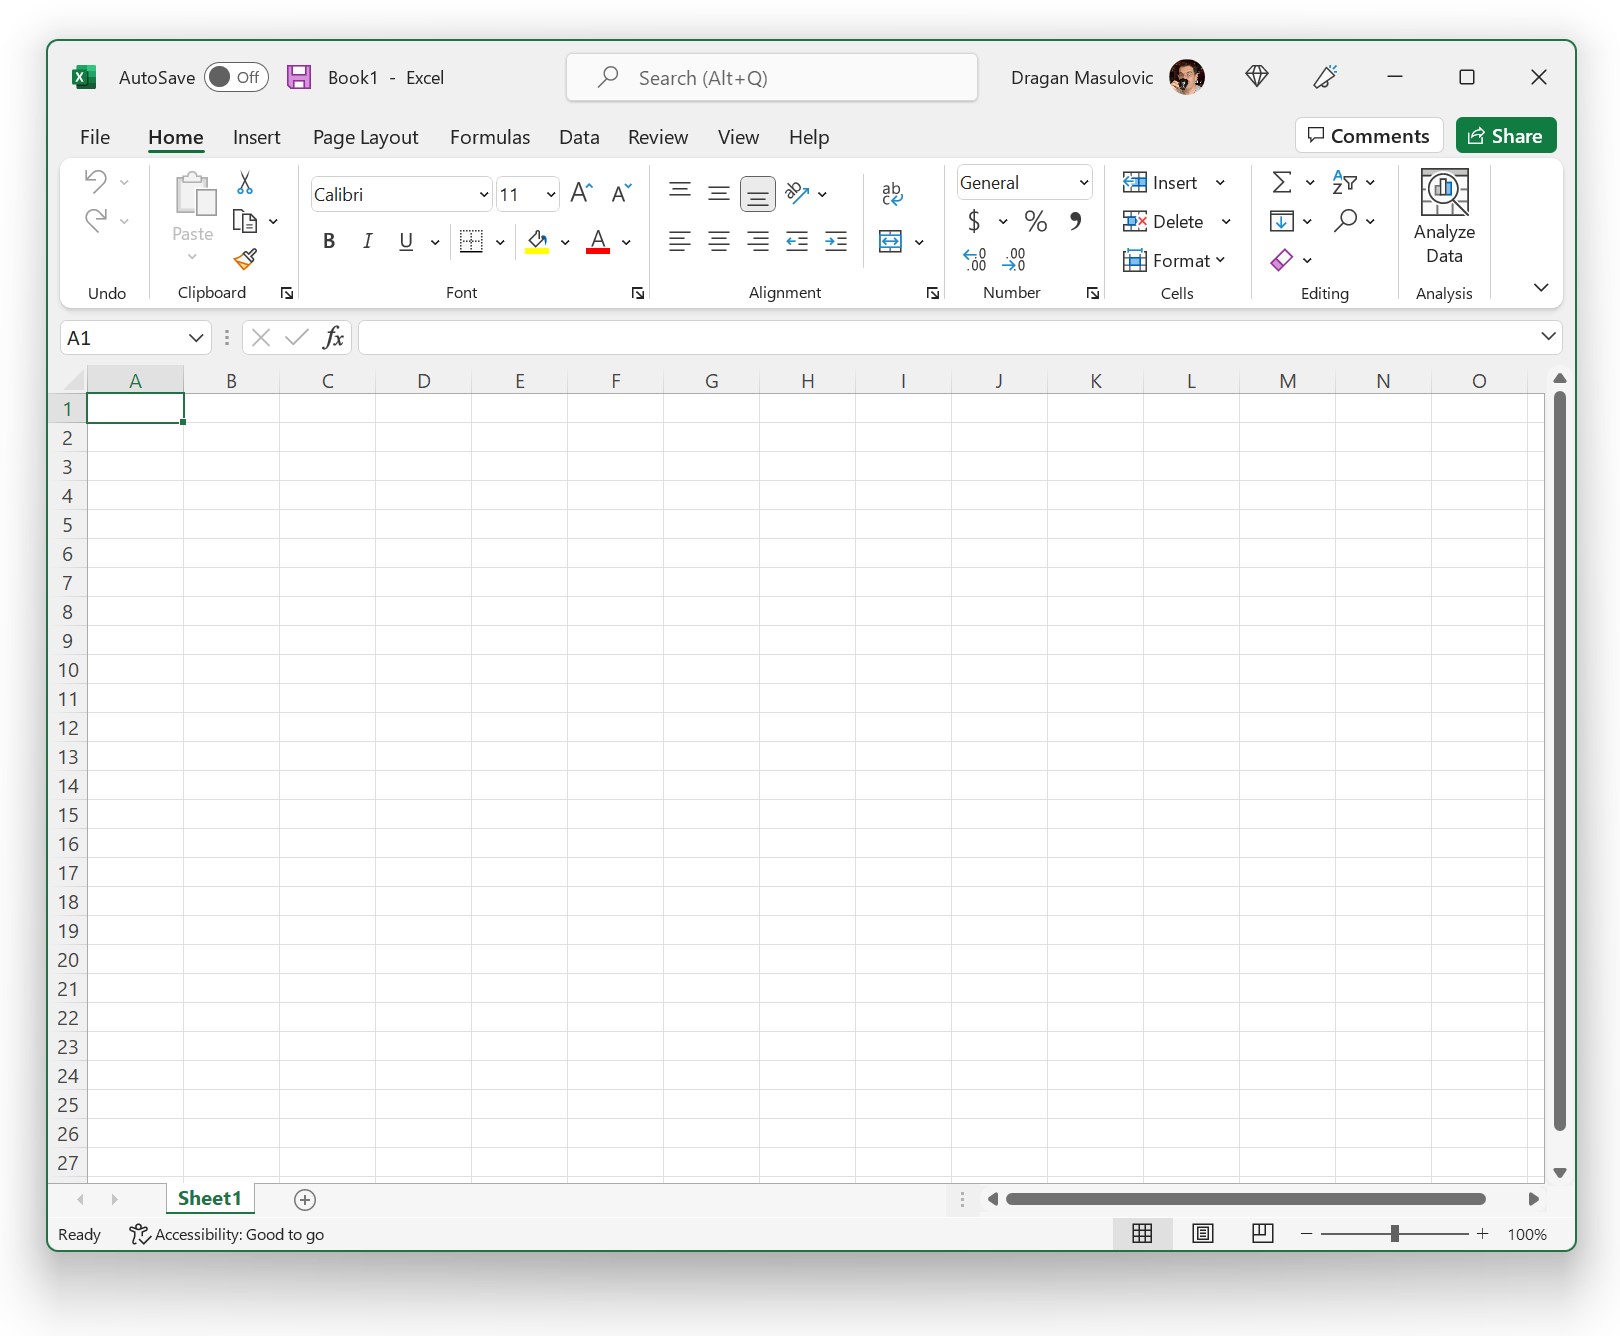 AutoSave Off Book1 - Excel Search (Alt+Q) Dragan Masulovic
File Home Insert Page Layout Formulas Data Review View Help Comments Share
Paste
Calibri 11
B I U A
ab
General
$ % ,
Insert
Delete
Format
Analyze
Data
Undo Clipboard Font Alignment Number Cells Editing Analysis
A1 fx
A B C D E F G H I J K L M N O
1
2
3
4
5
6
7
8
9
10
11
12
13
14
15
16
17
18
19
20
21
22
23
24
25
26
27
Sheet1
Ready Accessibility: Good to go 100%